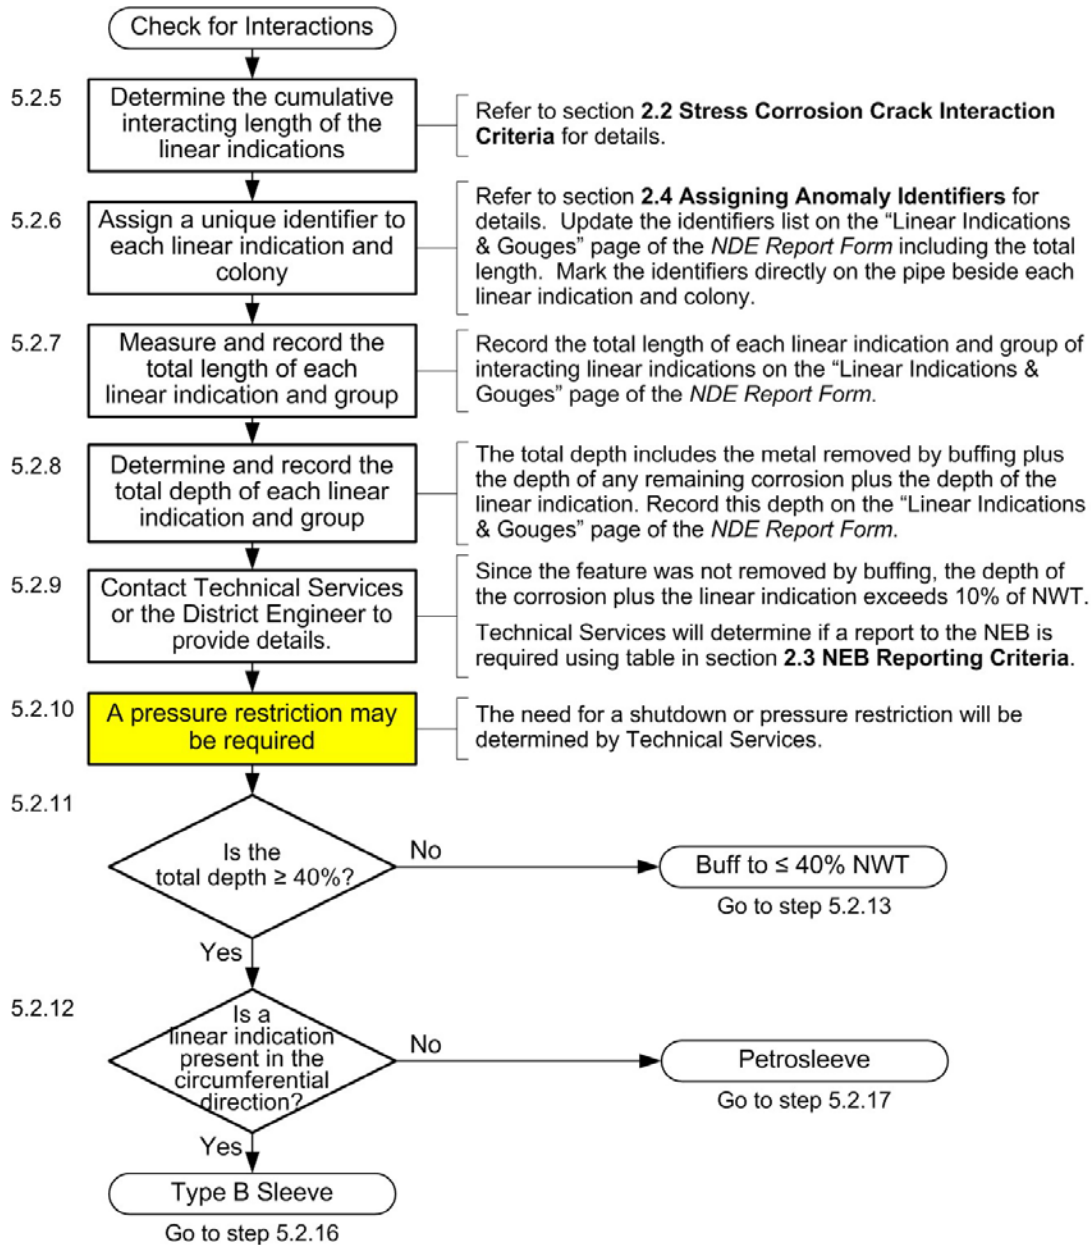 Check for Interactions
5.2.5
Determine the cumulative
interacting length of the
linear indications
Refer to section 2.2 Stress Corrosion Crack Interaction
Criteria for details.
5.2.6
Assign a unique identifier to
each linear indication and
colony
Refer to section 2.4 Assigning Anomaly Identifiers for
details. Update the identifiers list on the “Linear Indications
& Gouges” page of the NDE Report Form including the total
length. Mark the identifiers directly on the pipe beside each
linear indication and colony.
5.2.7
Measure and record the
total length of each
linear indication and group
Record the total length of each linear indication and group of
interacting linear indications on the “Linear Indications &
Gouges” page of the NDE Report Form.
5.2.8
Determine and record the
total depth of each linear
indication and group
The total depth includes the metal removed by buffing plus
the depth of any remaining corrosion plus the depth of the
linear indication. Record this depth on the “Linear Indications
& Gouges” page of the NDE Report Form.
5.2.9
Contact Technical Services
or the District Engineer to
provide details.
Since the feature was not removed by buffing, the depth of
the corrosion plus the linear indication exceeds 10% of NWT.
Technical Services will determine if a report to the NEB is
required using table in section 2.3 NEB Reporting Criteria.
5.2.10
A pressure restriction may
be required
The need for a shutdown or pressure restriction will be
determined by Technical Services.
5.2.11
Is the
total depth ≥ 40%?
No
Buff to ≤ 40% NWT
Go to step 5.2.13
Yes
5.2.12
Is a
linear indication
present in the
circumferential
direction?
No
Petrosleeve
Go to step 5.2.17
Yes
Type B Sleeve
Go to step 5.2.16